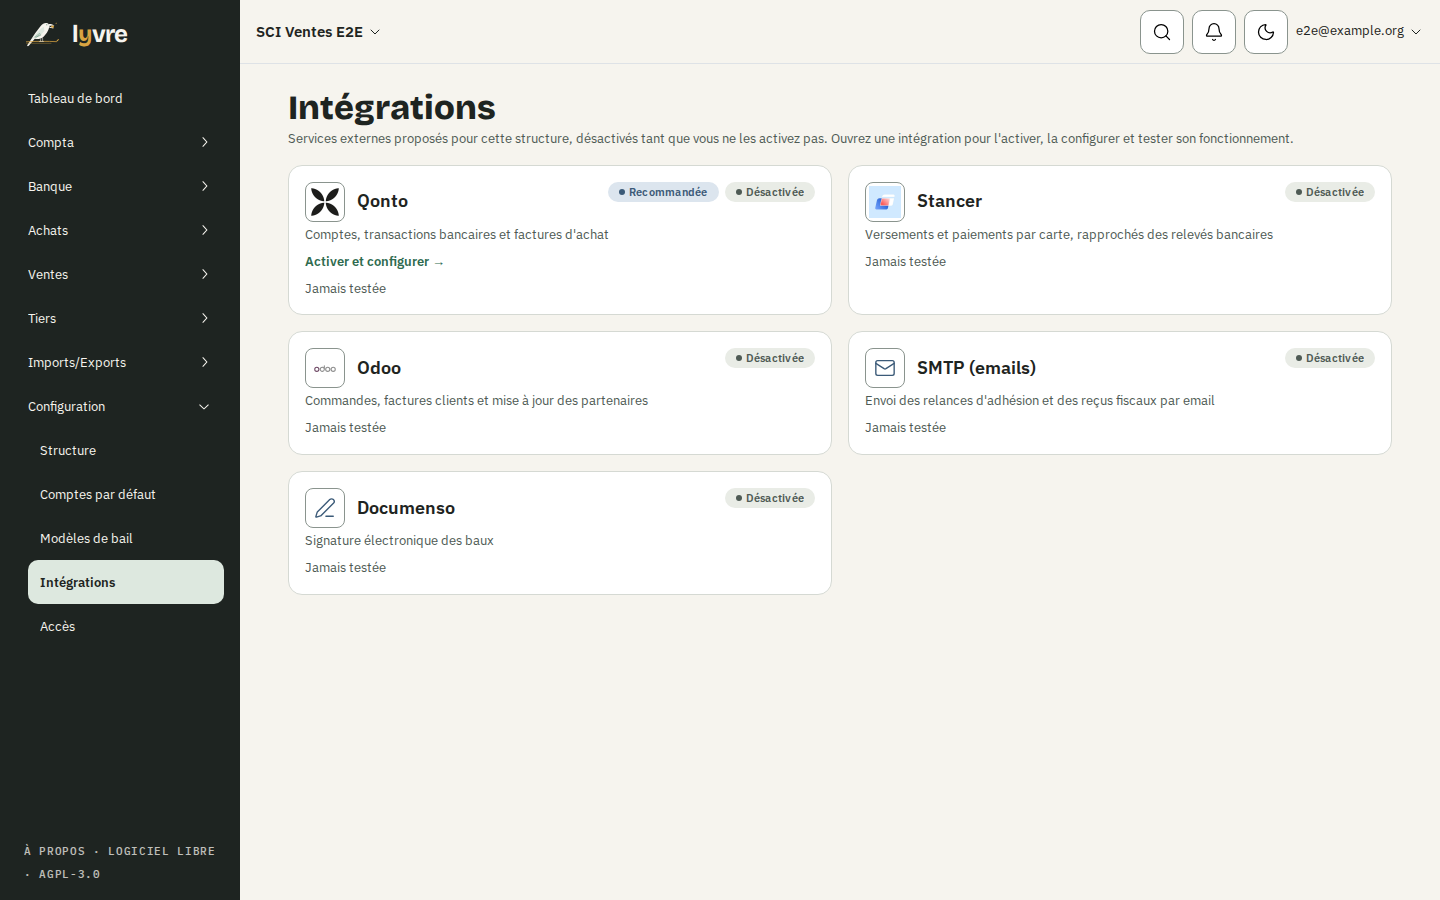 lyvre
SCI Ventes E2E
e2e@example.org
Tableau de bord
Compta
Banque
Achats
Ventes
Tiers
Imports/Exports
Configuration
Structure
Comptes par défaut
Modèles de bail
Intégrations
Accès
À PROPOS · LOGICIEL LIBRE
· AGPL-3.0
Intégrations
Services externes proposés pour cette structure, désactivés tant que vous ne les activez pas. Ouvrez une intégration pour l'activer, la configurer et tester son fonctionnement.
Qonto
Recommandée
Désactivée
Comptes, transactions bancaires et factures d'achat
Activer et configurer →
Jamais testée
Stancer
Désactivée
Versements et paiements par carte, rapprochés des relevés bancaires
Jamais testée
odoo
Odoo
Désactivée
Commandes, factures clients et mise à jour des partenaires
Jamais testée
SMTP (emails)
Désactivée
Envoi des relances d'adhésion et des reçus fiscaux par email
Jamais testée
Documenso
Désactivée
Signature électronique des baux
Jamais testée